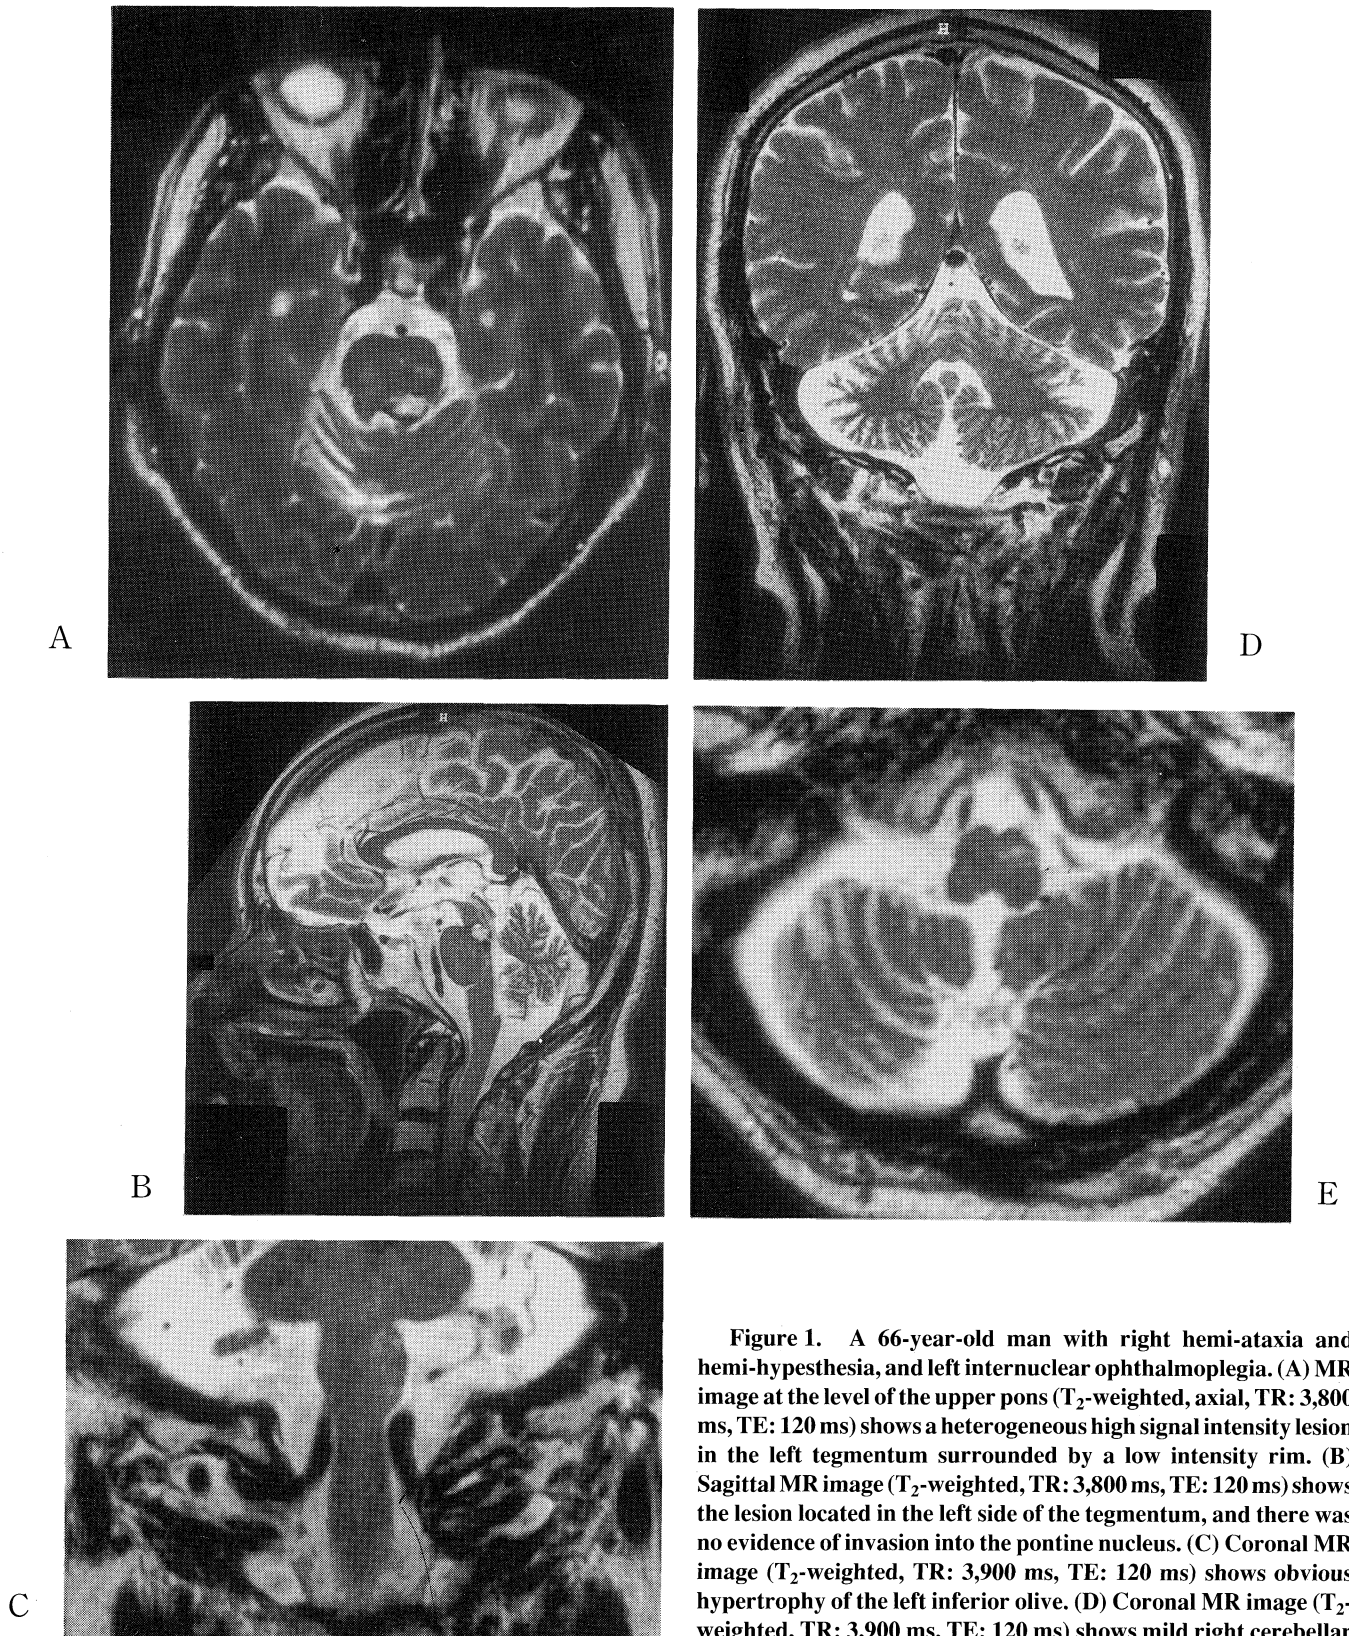 H
A
D
H
B
E
C
Figure 1. A 66-year-old man with right hemi-ataxia and
hemi-hypesthesia, and left internuclear ophthalmoplegia. (A) MR
image at the level of the upper pons (T2-weighted, axial, TR: 3,800
ms, TE: 120 ms) shows a heterogeneous high signal intensity lesion
in the left tegmentum surrounded by a low intensity rim. (B)
Sagittal MR image (T2-weighted, TR: 3,800 ms, TE: 120 ms) shows
the lesion located in the left side of the tegmentum, and there was
no evidence of invasion into the pontine nucleus. (C) Coronal MR
image (T2-weighted, TR: 3,900 ms, TE: 120 ms) shows obvious
hypertrophy of the left inferior olive. (D) Coronal MR image (T2-
weighted, TR: 3,900 ms, TE: 120 ms) shows mild right cerebellar